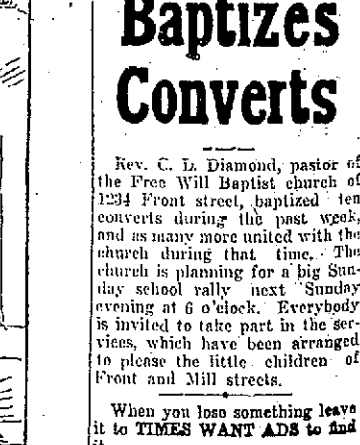 Baptizes
Converts
Rev. C. L. Diamond, pastor of
the Free Will Baptist church of
1234 Front street, baptized ten
converts during the past week,
and as many more united with the
church during that time. The
church is planning for a big Sun-
day school rally next Sunday
evening at 6 o'clock. Everybody
is invited to take part in the ser-
vices, which have been arranged
to please the little children of
Front and Mill streets.
When you lose something leave
it to TIMES WANT ADS to find